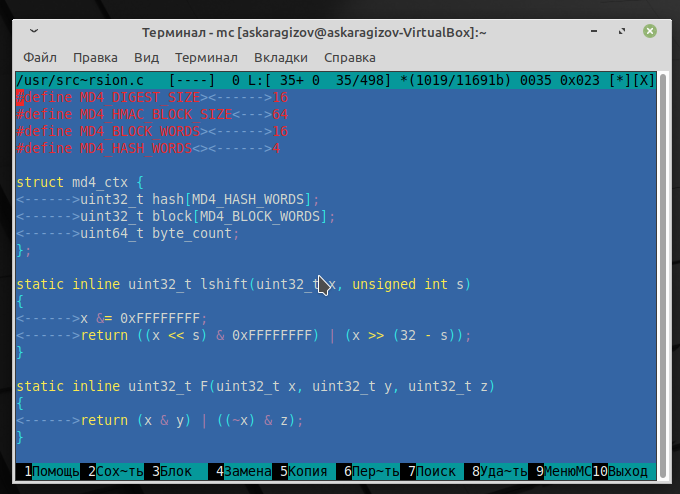 Терминал - mc [askaragizov@askaragizov-VirtualBox]:~
Файл Правка Вид Терминал Вкладки Справка
/usr/src~rsion.c   [----]  0 L:[ 35+ 0  35/498] *(1019/11691b) 0035 0x023 [*][X]
#define MD4_DIGEST_SIZE><------>16
#define MD4_HMAC_BLOCK_SIZE<--->64
#define MD4_BLOCK_WORDS><------>16
#define MD4_HASH_WORDS<><------>4
struct md4_ctx {
<------>uint32_t hash[MD4_HASH_WORDS];
<------>uint32_t block[MD4_BLOCK_WORDS];
<------>uint64_t byte_count;
};
static inline uint32_t lshift(uint32_t x, unsigned int s)
{
<------>x &= 0xFFFFFFFF;
<------>return ((x << s) & 0xFFFFFFFF) | (x >> (32 - s));
}
static inline uint32_t F(uint32_t x, uint32_t y, uint32_t z)
{
<------>return (x & y) | ((~x) & z);
}
1Помощь 2Сох~ть 3Блок 4Замена 5Копия 6Пер~ть 7Поиск 8Уда~ть 9МенюMC 10Выход